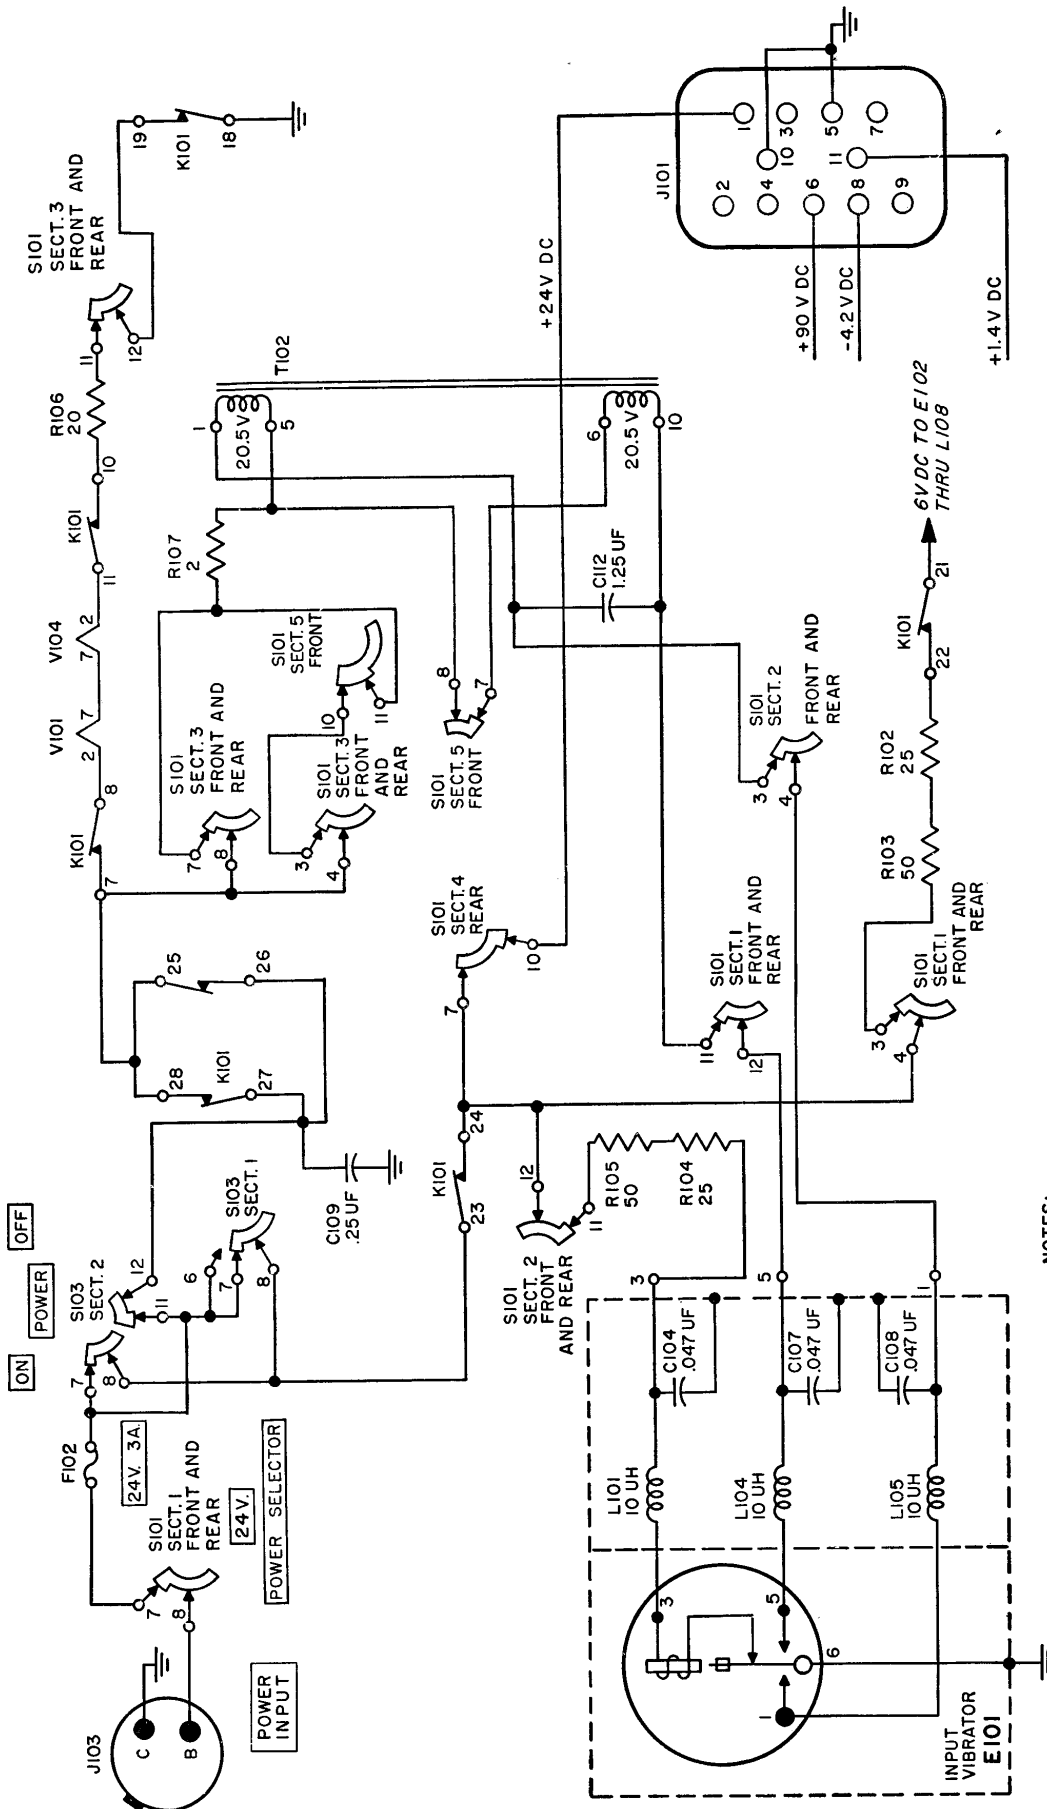 S101
SECT. 3
FRONT AND
REAR
19
K101
18
12
11
R106
20
10
K101
11
V104
2
7
V101
7
2
8
K101
7
T102
1
20.5 V
5
6
20.5 V
10
R107
2
S101
SECT. 3
FRONT AND
REAR
7
8
S101
SECT. 5
FRONT
10
11
S101
SECT. 3
FRONT
AND
REAR
3
4
S101
SECT. 5
FRONT
8
7
C112
1.25 UF
+24V DC
J101
1
3
5
7
10
11
2
4
6
8
9
+90 V DC
-4.2 V DC
+1.4 V DC
6V DC TO E102
THRU L108
21
K101
22
R102
25
R103
50
S101
SECT. 1
FRONT AND
REAR
3
4
S101
SECT. 2
FRONT AND
REAR
3
4
S101
SECT. 1
FRONT AND
REAR
11
12
S101
SECT. 4
REAR
7
10
25
26
28
K101
27
C109
.25 UF
OFF
POWER
ON
S103
SECT. 2
12
11
7
8
S103
SECT. 1
6
7
8
K101
24
23
12
11
S101
SECT. 2
FRONT
AND REAR
R105
50
R104
25
F102
24V. 3A.
S101
SECT. 1
FRONT AND
REAR
24V.
POWER SELECTOR
7
8
J103
C
B
POWER
INPUT
3
5
1
C104
.047 UF
C107
.047 UF
C108
.047 UF
L101
10 UH
L104
10 UH
L105
10 UH
3
5
6
1
INPUT
VIBRATOR
E101
NOTES: